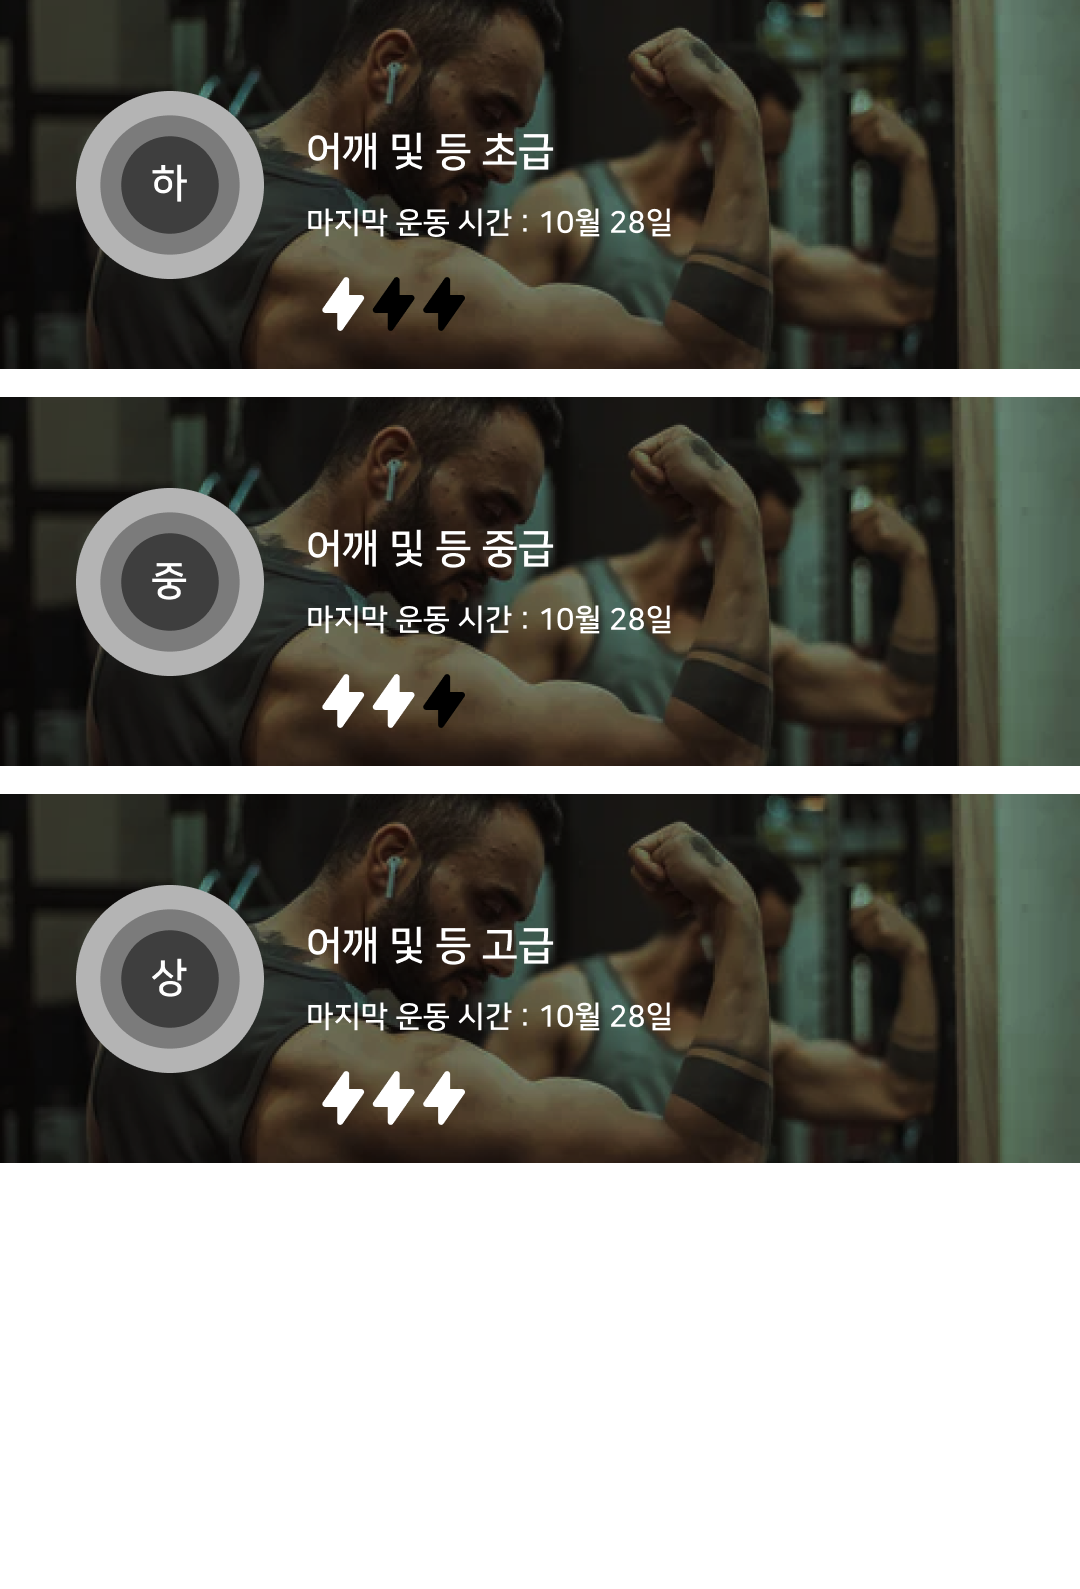 하
어깨 및 등 초급
마지막 운동 시간 : 10월 28일
중
어깨 및 등 중급
마지막 운동 시간 : 10월 28일
상
어깨 및 등 고급
마지막 운동 시간 : 10월 28일